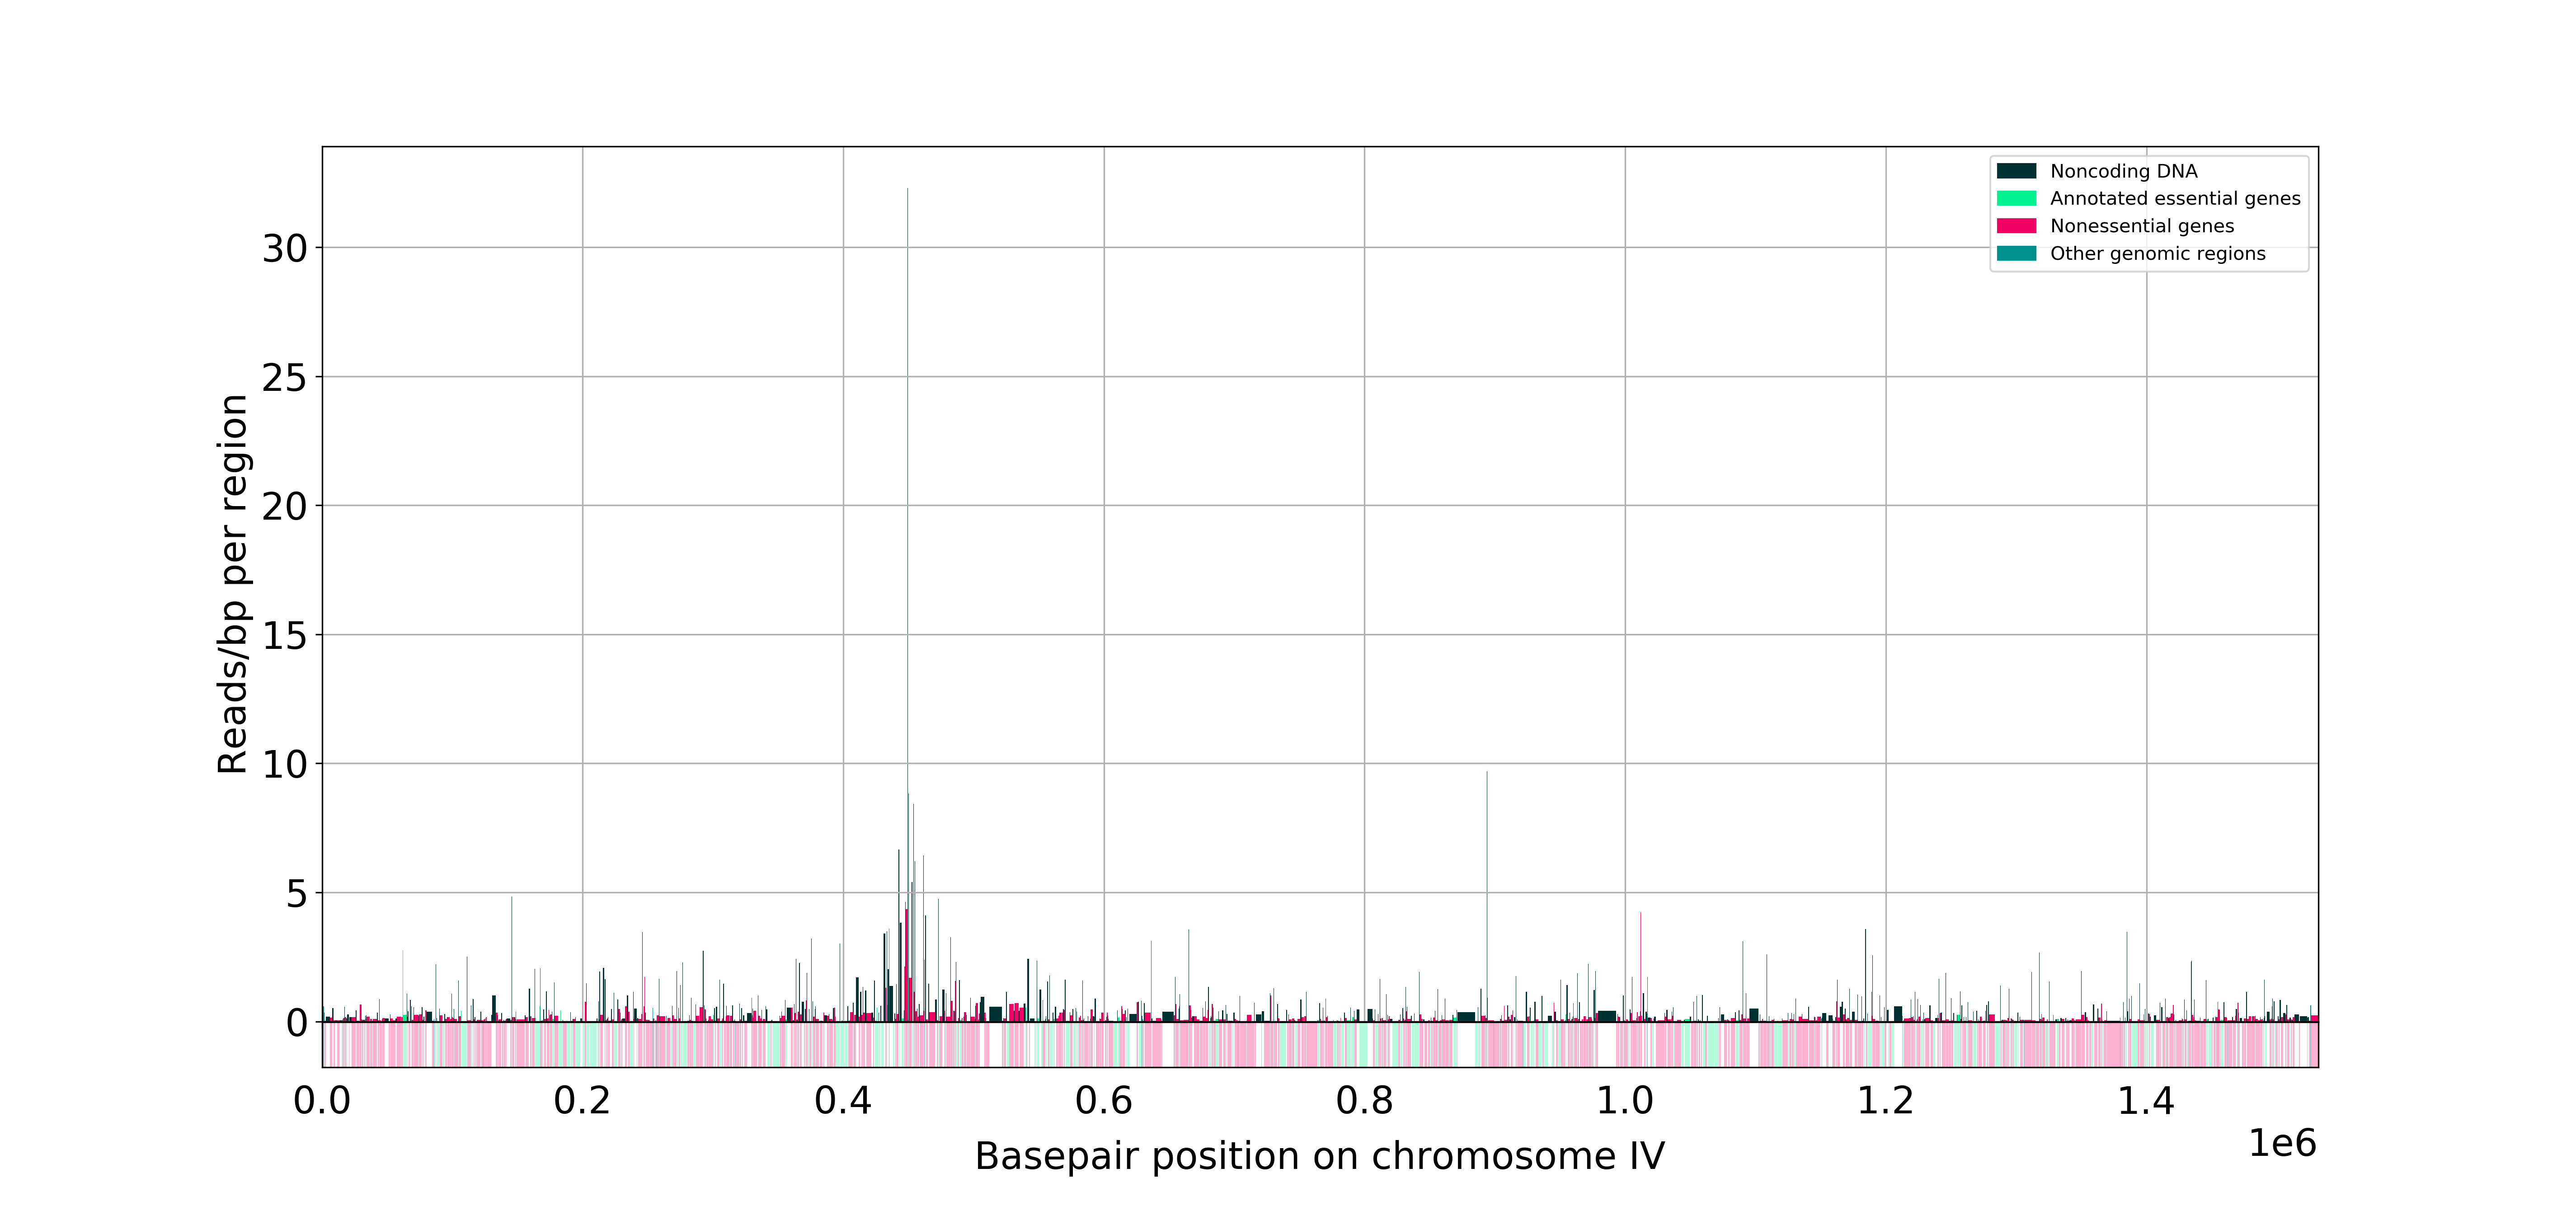 Reads/bp per region
30
25
20
15
10
5
0
Noncoding DNA
Annotated essential genes
Nonessential genes
Other genomic regions
0.0 0.2 0.4 0.6 0.8 1.0 1.2 1.4
1e6
Basepair position on chromosome IV